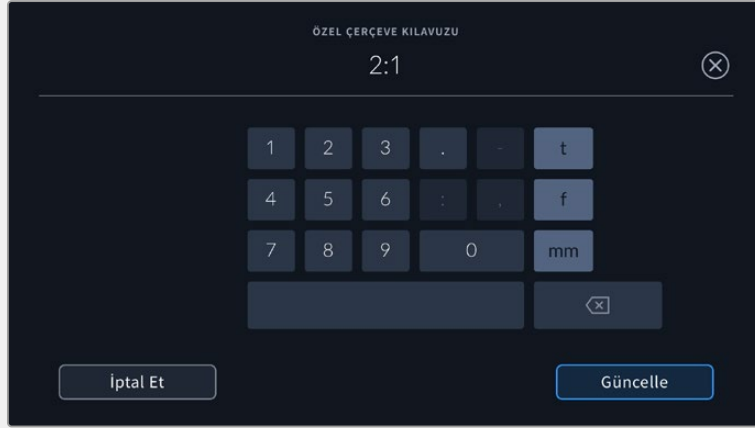 ÖZEL ÇERÇEVE KILAVUZU
2:1
1 2 3 . - t
4 5 6 : , f
7 8 9 0 mm
İptal Et Güncelle